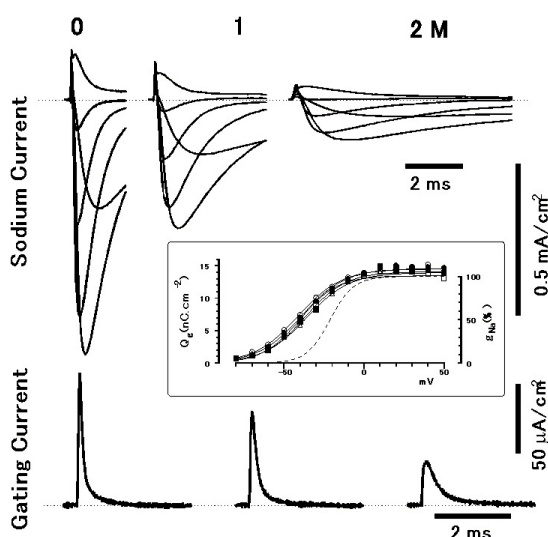 0 1 2 M
Sodium Current
2 ms
0.5 mA/cm²
15
10
5
0
Qg(nC.cm⁻²)
100
50
0
gNa(%)
−50 0 50
mV
Gating Current
50 μA/cm²
2 ms